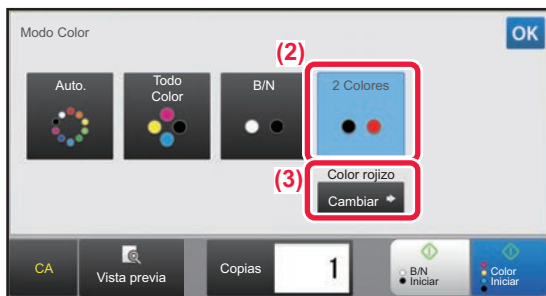 Modo Color
OK
(2)
Auto.
Todo
Color
B/N
2 Colores
(3)
Color rojizo
Cambiar
CA
Vista previa
Copias
1
B/N
Iniciar
Color
Iniciar